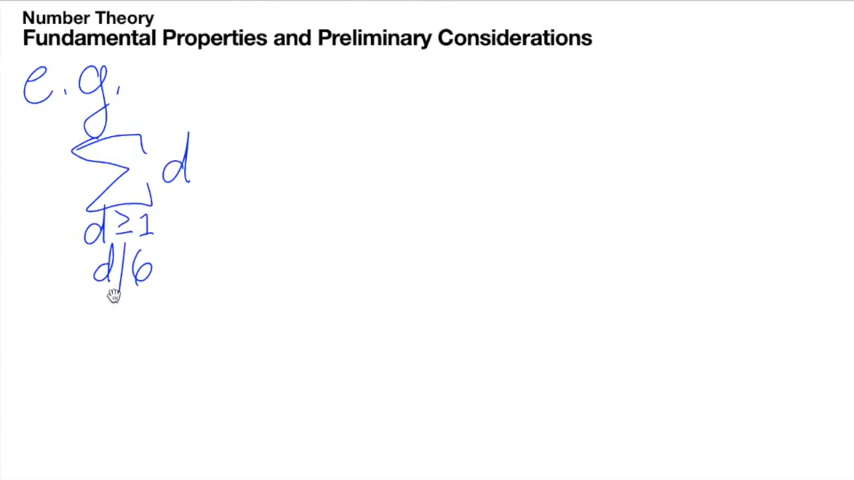 Number Theory
Fundamental Properties and Preliminary Considerations
e.g.
∑ d
d≥1
d|6